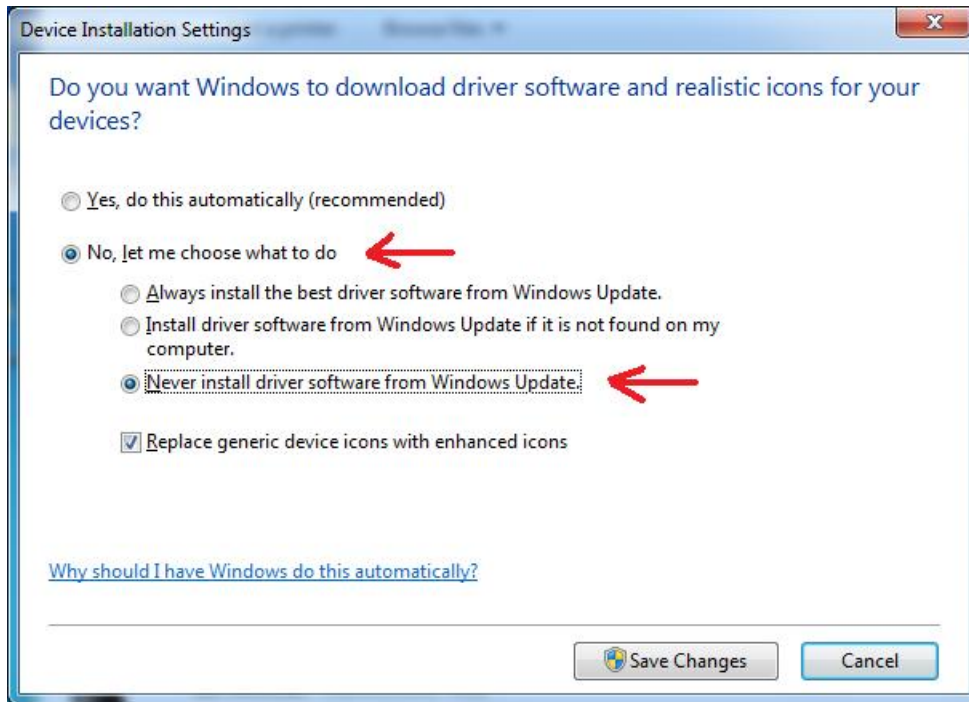 Device Installation Settings
Do you want Windows to download driver software and realistic icons for your
devices?
Yes, do this automatically (recommended)
No, let me choose what to do
Always install the best driver software from Windows Update.
Install driver software from Windows Update if it is not found on my
computer.
Never install driver software from Windows Update.
Replace generic device icons with enhanced icons
Why should I have Windows do this automatically?
Save Changes
Cancel